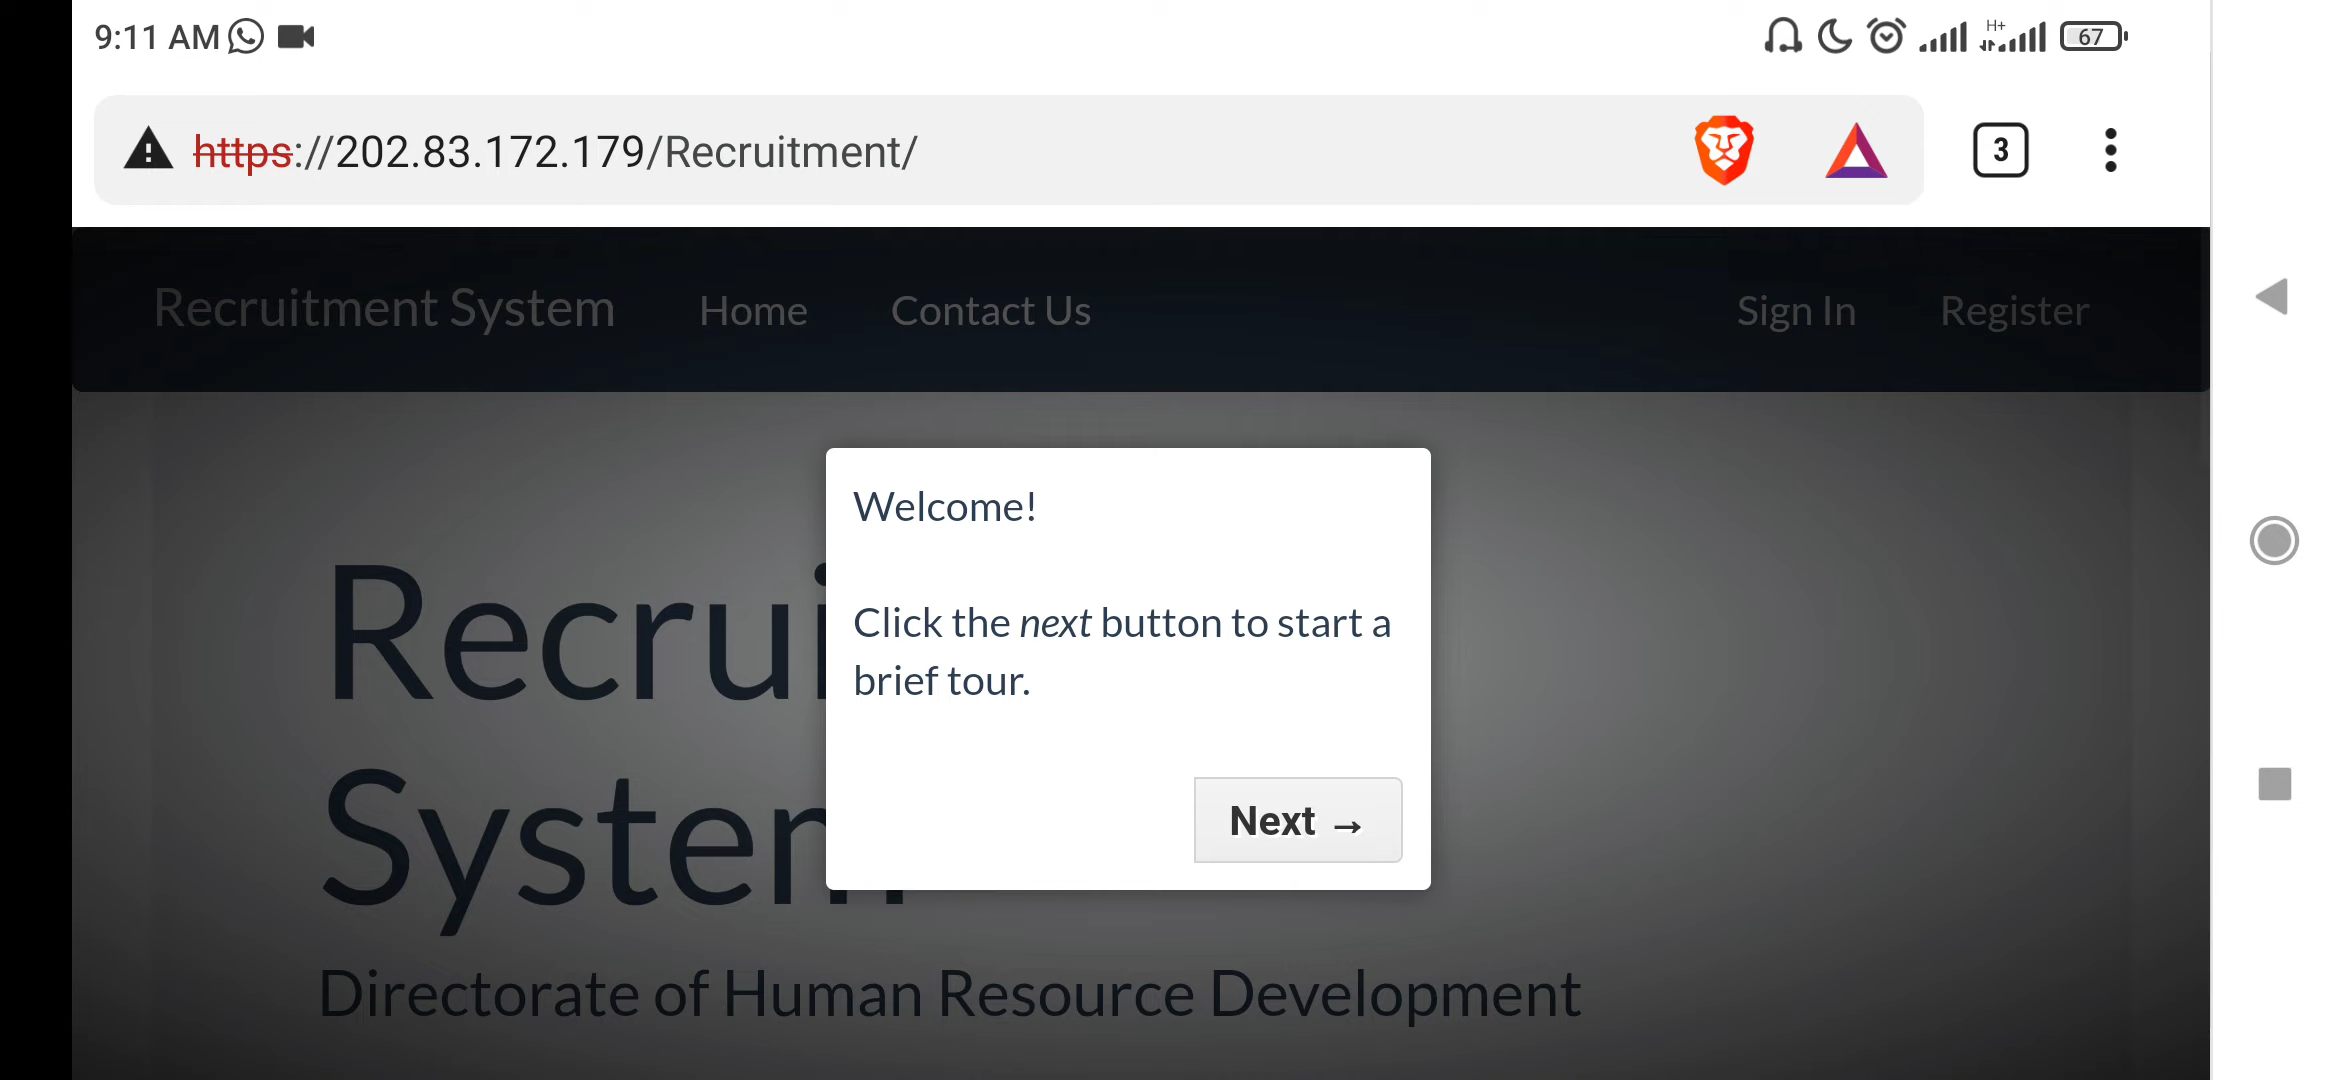 9:11 AM
H+
67
https://202.83.172.179/Recruitment/
3
Recruitment System Home Contact Us Sign In Register
Welcome!
Click the next button to start a
brief tour.
Next →
Recrui
System
Directorate of Human Resource Development